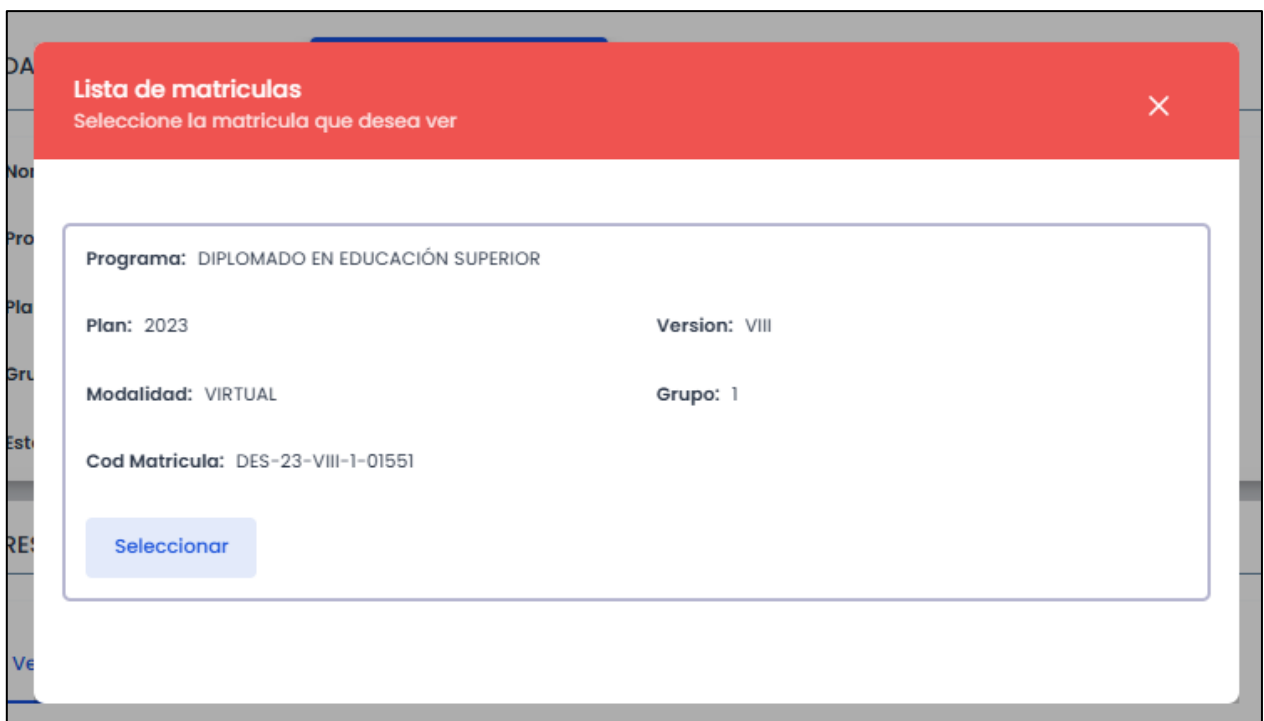 Lista de matriculas
Seleccione la matricula que desea ver
Programa: DIPLOMADO EN EDUCACIÓN SUPERIOR
Plan: 2023 Version: VIII
Modalidad: VIRTUAL Grupo: 1
Cod Matricula: DES-23-VIII-1-01551
Seleccionar